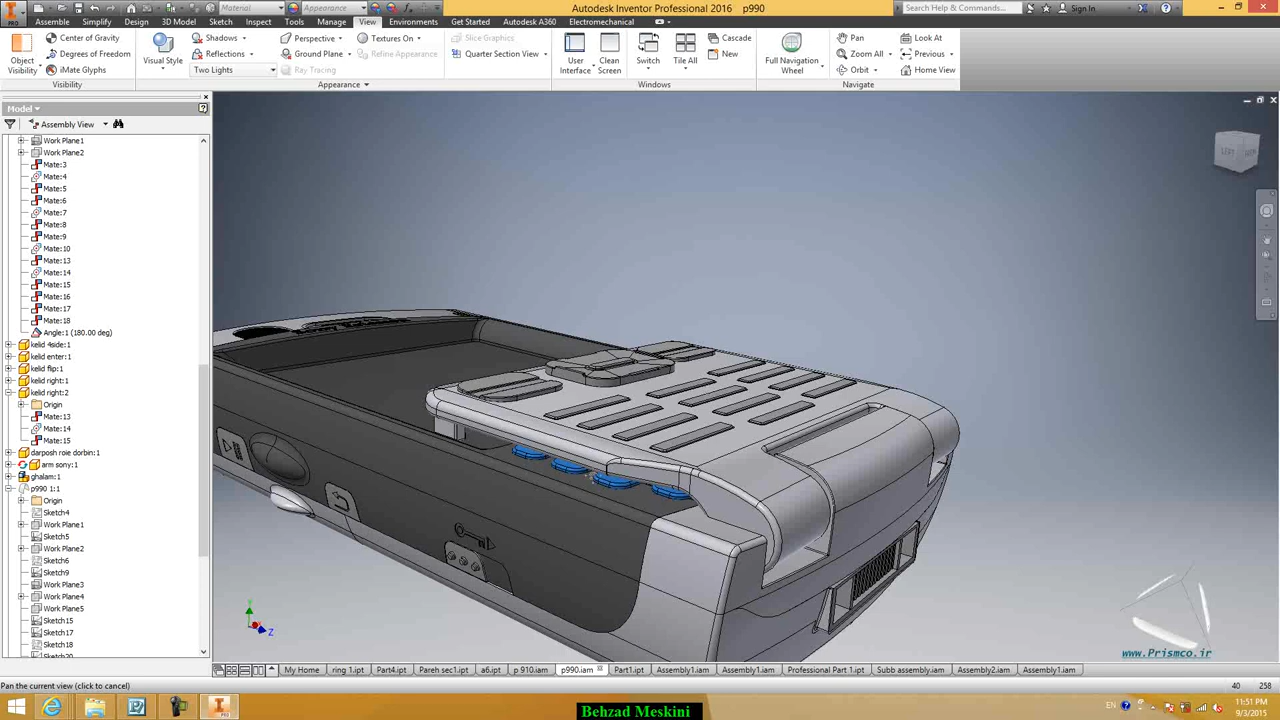 Material
Appearance
Autodesk Inventor Professional 2016 p990
Search Help & Commands...
Sign In
PRO
Assemble Simplify Design 3D Model Sketch Inspect Tools Manage View Environments Get Started Autodesk A360 Electromechanical
Object Visibility
Center of Gravity
Degrees of Freedom
iMate Glyphs
Visibility
Visual Style
Shadows
Reflections
Two Lights
Perspective
Ground Plane
Ray Tracing
Textures On
Refine Appearance
Appearance
Slice Graphics
Quarter Section View
User Interface
Clean Screen
Switch
Tile All
Cascade
New
Windows
Full Navigation Wheel
Pan
Zoom All
Orbit
Look At
Previous
Home View
Navigate
Model
Assembly View
Work Plane1
Work Plane2
Mate:3
Mate:4
Mate:5
Mate:6
Mate:7
Mate:8
Mate:9
Mate:10
Mate:13
Mate:14
Mate:15
Mate:16
Mate:17
Mate:18
Angle:1 (180.00 deg)
kelid 4side:1
kelid enter:1
kelid flip:1
kelid right:1
kelid right:2
Origin
Mate:13
Mate:14
Mate:15
darposh roie dorbin:1
arm sony:1
ghalam:1
p990 1:1
Origin
Sketch4
Work Plane1
Sketch5
Work Plane2
Sketch6
Sketch9
Work Plane3
Work Plane4
Work Plane5
Sketch15
Sketch17
Sketch18
Sketch20
LEFT
Z
www.Prismco.ir
My Home ring 1.ipt Part4.ipt Pareh sec1.ipt a6.ipt p 910.iam p990.iam Part1.ipt Assembly1.iam Assembly1.iam Professional Part 1.ipt Subb assembly.iam Assembly2.iam Assembly1.iam
Pan the current view (click to cancel)
40 258
EN
11:51 PM
9/3/2015
Behzad Meskini